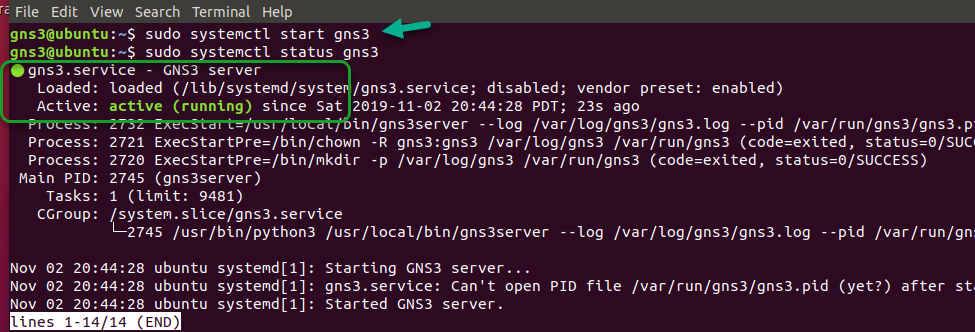 File Edit View Search Terminal Help
gns3@ubuntu:~$ sudo systemctl start gns3
gns3@ubuntu:~$ sudo systemctl status gns3
● gns3.service - GNS3 server
Loaded: loaded (/lib/systemd/system/gns3.service; disabled; vendor preset: enabled)
Active: active (running) since Sat 2019-11-02 20:44:28 PDT; 23s ago
Process: 2732 ExecStart=/usr/local/bin/gns3server --log /var/log/gns3/gns3.log --pid /var/run/gns3/gns3.p
Process: 2721 ExecStartPre=/bin/chown -R gns3:gns3 /var/log/gns3 /var/run/gns3 (code=exited, status=0/SUC
Process: 2720 ExecStartPre=/bin/mkdir -p /var/log/gns3 /var/run/gns3 (code=exited, status=0/SUCCESS)
Main PID: 2745 (gns3server)
Tasks: 1 (limit: 9481)
CGroup: /system.slice/gns3.service
└─2745 /usr/bin/python3 /usr/local/bin/gns3server --log /var/log/gns3/gns3.log --pid /var/run/gns
Nov 02 20:44:28 ubuntu systemd[1]: Starting GNS3 server...
Nov 02 20:44:28 ubuntu systemd[1]: gns3.service: Can't open PID file /var/run/gns3/gns3.pid (yet?) after sta
Nov 02 20:44:28 ubuntu systemd[1]: Started GNS3 server.
lines 1-14/14 (END)